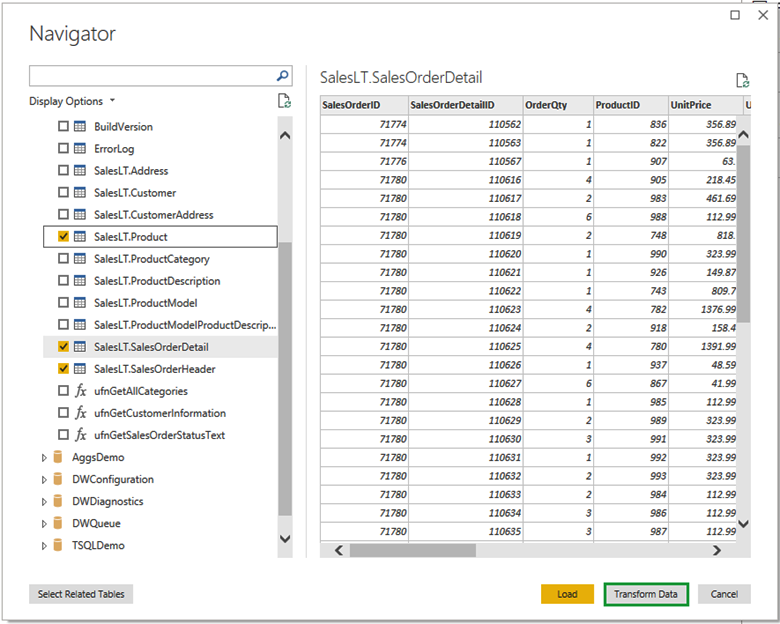 Navigator
Display Options
BuildVersion
ErrorLog
SalesLT.Address
SalesLT.Customer
SalesLT.CustomerAddress
SalesLT.Product
SalesLT.ProductCategory
SalesLT.ProductDescription
SalesLT.ProductModel
SalesLT.ProductModelProductDescrip...
SalesLT.SalesOrderDetail
SalesLT.SalesOrderHeader
fx ufnGetAllCategories
fx ufnGetCustomerInformation
fx ufnGetSalesOrderStatusText
AggsDemo
DWConfiguration
DWDiagnostics
DWQueue
TSQLDemo
SalesLT.SalesOrderDetail
SalesOrderID SalesOrderDetailID OrderQty ProductID UnitPrice U
71774 110562 1 836 356.89
71774 110563 1 822 356.89
71776 110567 1 907 63.
71780 110616 4 905 218.45
71780 110617 2 983 461.69
71780 110618 6 988 112.99
71780 110619 2 748 818.
71780 110620 1 990 323.99
71780 110621 1 926 149.87
71780 110622 1 743 809.7
71780 110623 4 782 1376.99
71780 110624 2 918 158.4
71780 110625 4 780 1391.99
71780 110626 1 937 48.59
71780 110627 6 867 41.99
71780 110628 1 985 112.99
71780 110629 2 989 323.99
71780 110630 3 991 323.99
71780 110631 1 992 323.99
71780 110632 2 993 323.99
71780 110633 2 984 112.99
71780 110634 3 986 112.99
71780 110635 3 987 112.99
Select Related Tables
Load
Transform Data
Cancel